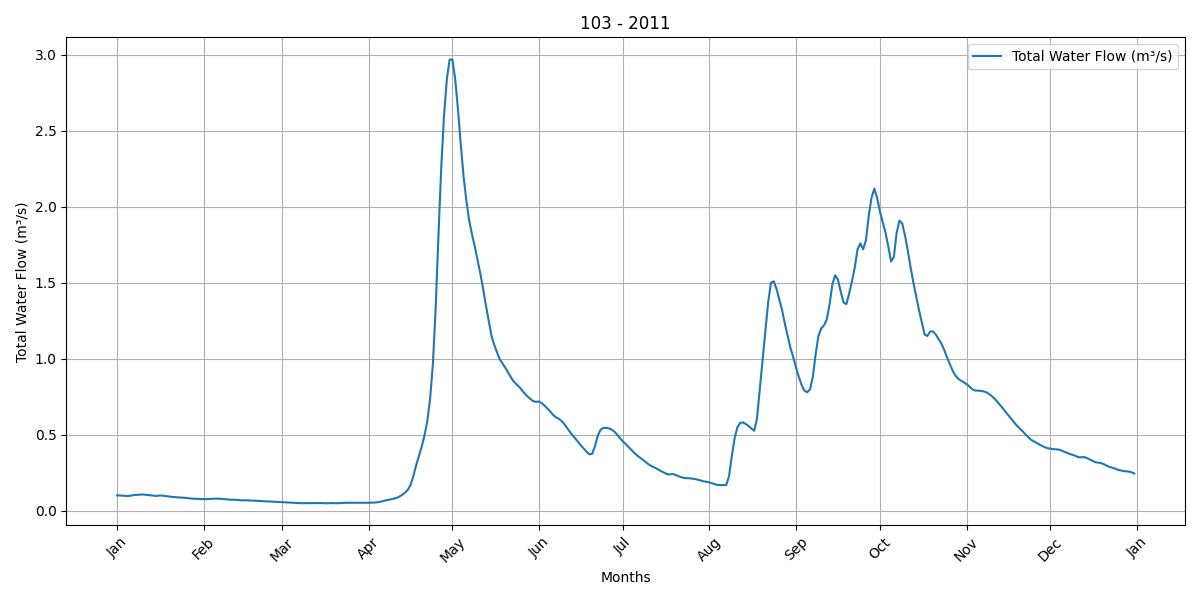 103 - 2011
Total Water Flow (m³/s)
Total Water Flow (m³/s)
3.0
2.5
2.0
1.5
1.0
0.5
0.0
Jan
Feb
Mar
Apr
May
Jun
Jul
Aug
Sep
Oct
Nov
Dec
Jan
Months